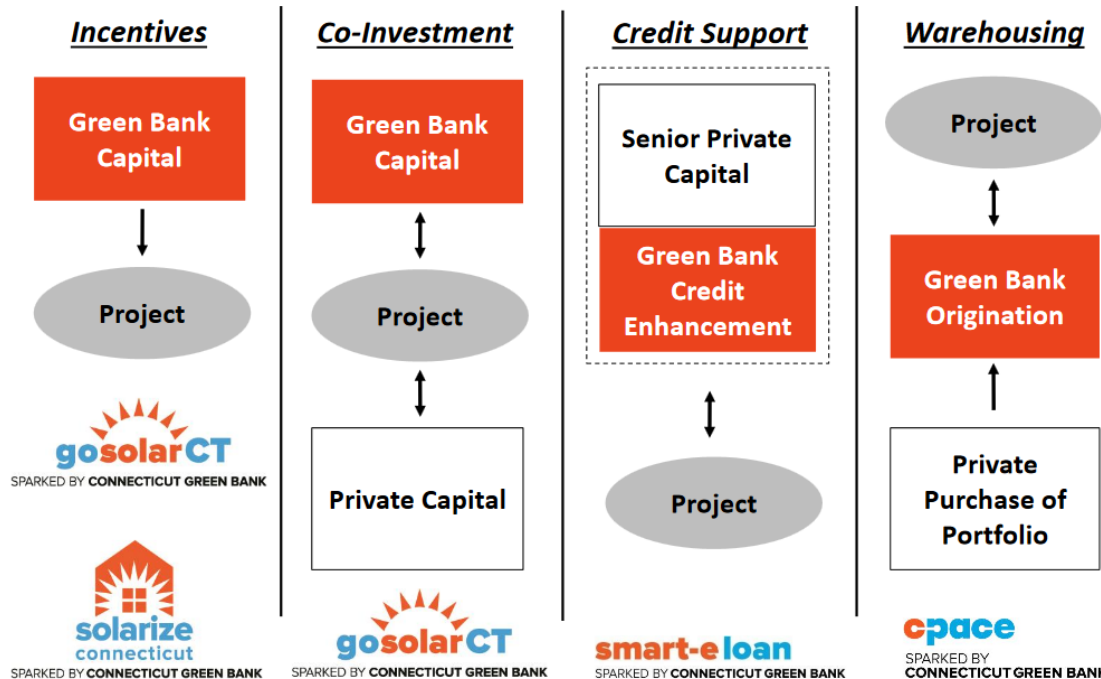 Incentives
Green Bank
Capital
Project
gosolarCT
SPARKED BY CONNECTICUT GREEN BANK
solarize
connecticut
SPARKED BY CONNECTICUT GREEN BANK
Co-Investment
Green Bank
Capital
Project
Private Capital
gosolarCT
SPARKED BY CONNECTICUT GREEN BANK
Credit Support
Senior Private
Capital
Green Bank
Credit
Enhancement
Project
smart-e loan
SPARKED BY CONNECTICUT GREEN BANK
Warehousing
Project
Green Bank
Origination
Private
Purchase of
Portfolio
cpace
SPARKED BY
CONNECTICUT GREEN BANK